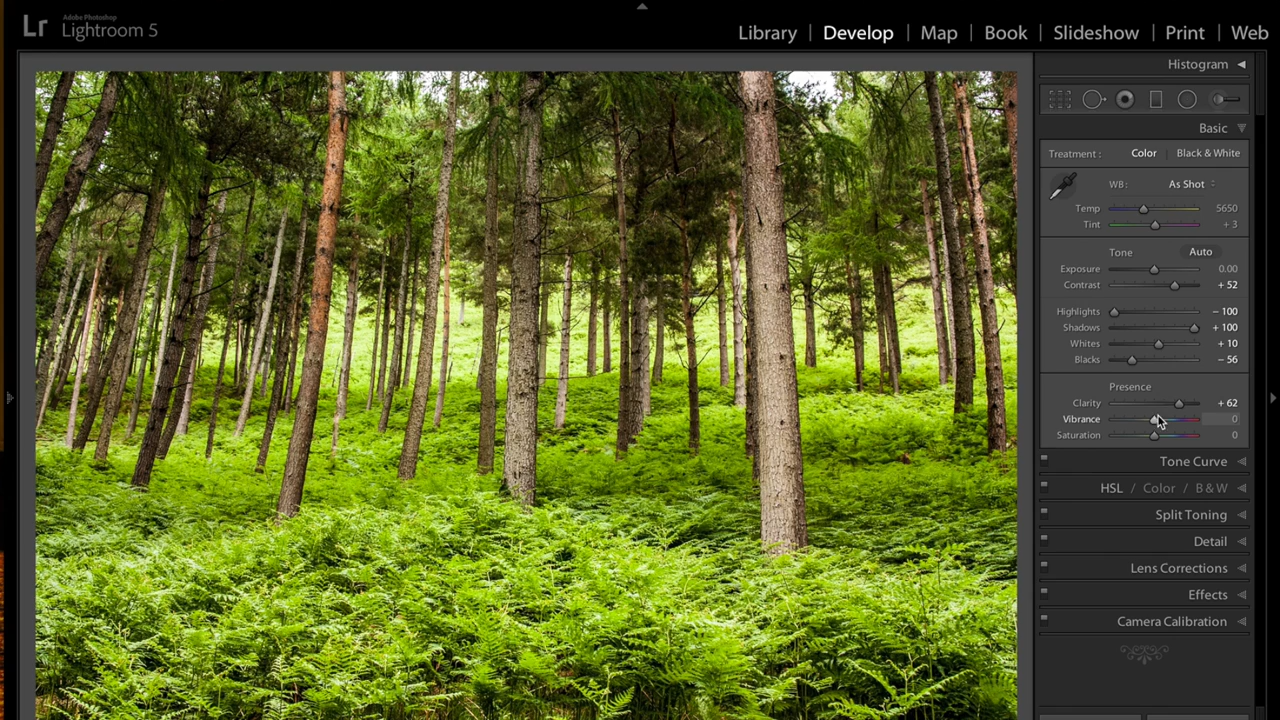 Lr
Adobe Photoshop
Lightroom 5
Library | Develop | Map | Book | Slideshow | Print | Web
Histogram
Basic
Treatment : Color | Black & White
WB: As Shot
Temp 5650
Tint + 3
Tone Auto
Exposure 0.00
Contrast + 52
Highlights − 100
Shadows + 100
Whites + 10
Blacks − 56
Presence
Clarity + 62
Vibrance 0
Saturation 0
Tone Curve
HSL / Color / B & W
Split Toning
Detail
Lens Corrections
Effects
Camera Calibration